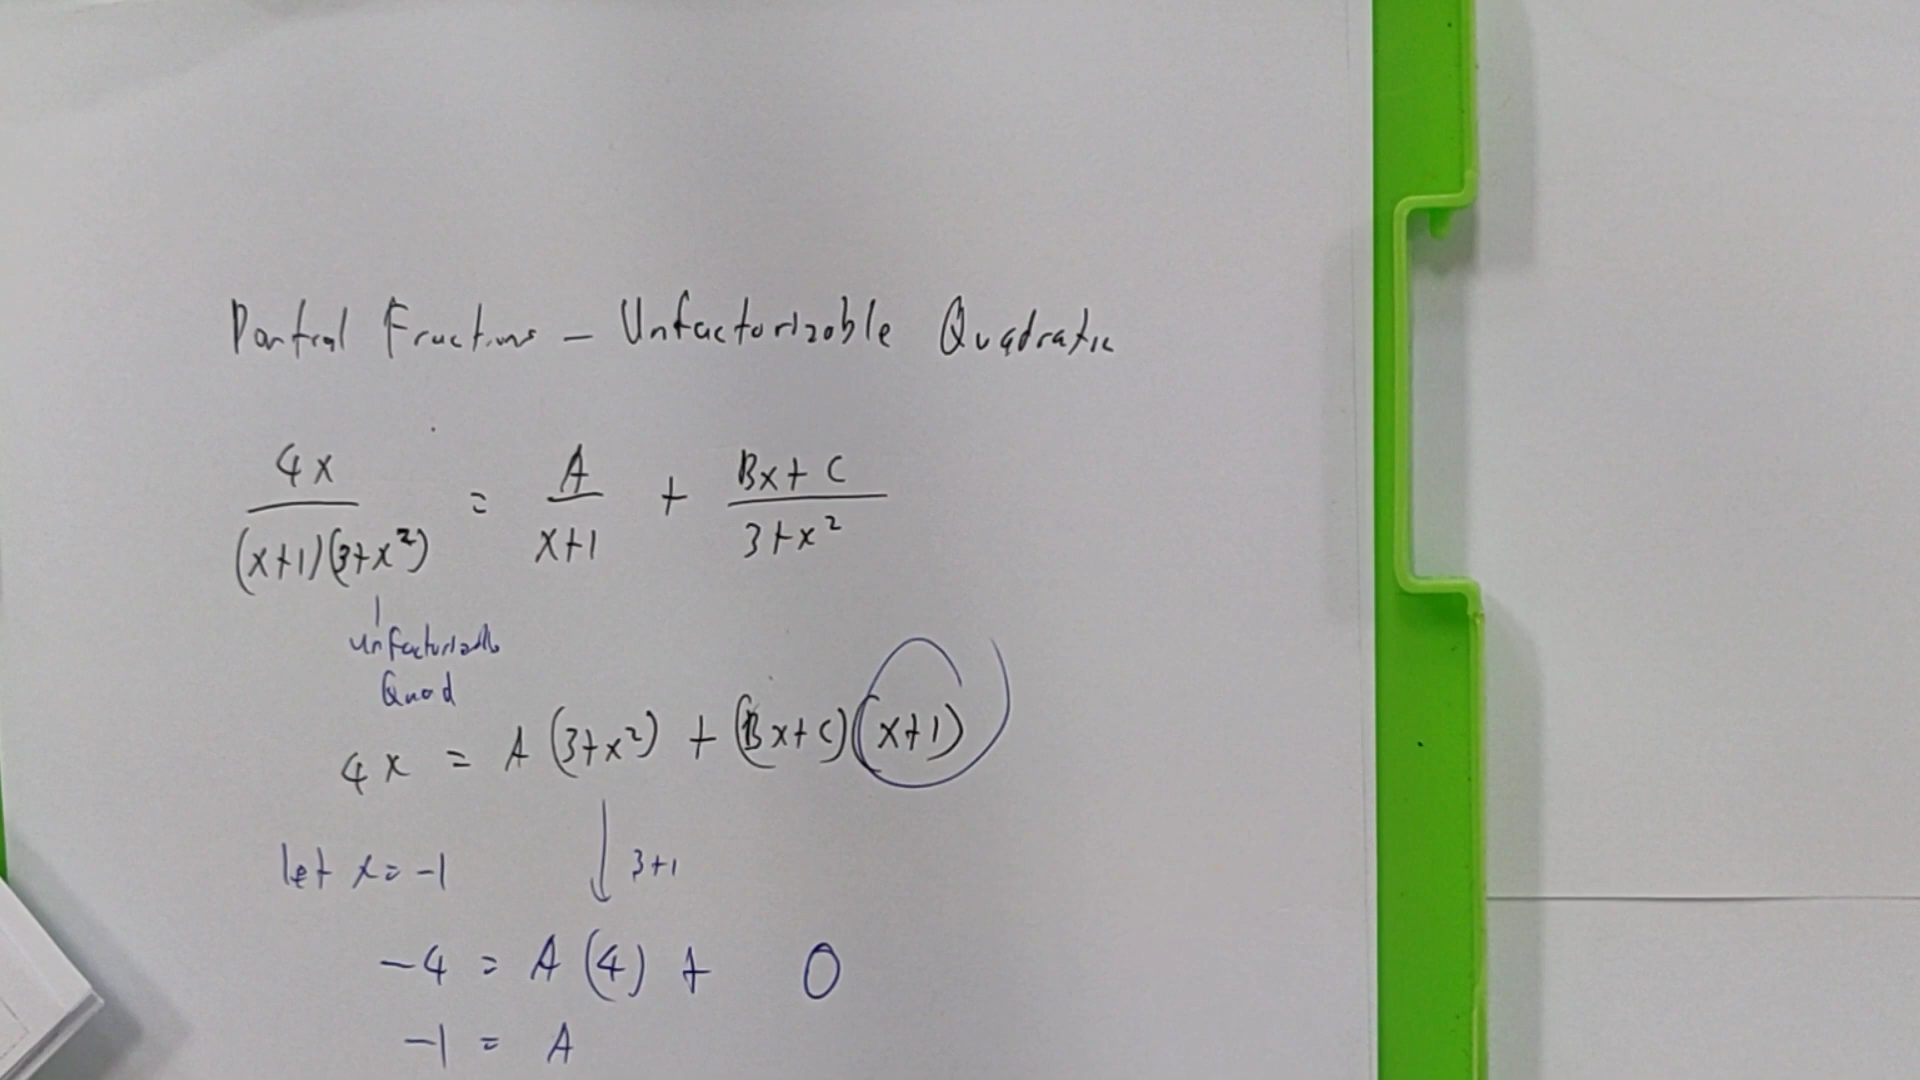 Partial Fractions – Unfactorizable Quadratic
4x / (x+1)(3+x²) = A / x+1 + Bx+C / 3+x²
unfactorizable
Quad
4x = A(3+x²) + (Bx+C)(x+1)
let x=-1
3+1
-4 = A(4) + 0
-1 = A